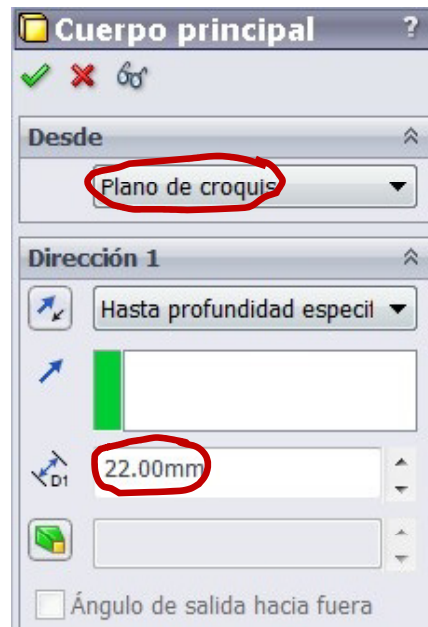 Cuerpo principal ?
Desde
Plano de croquis
Dirección 1
Hasta profundidad especif
D1
22.00mm
Ángulo de salida hacia fuera